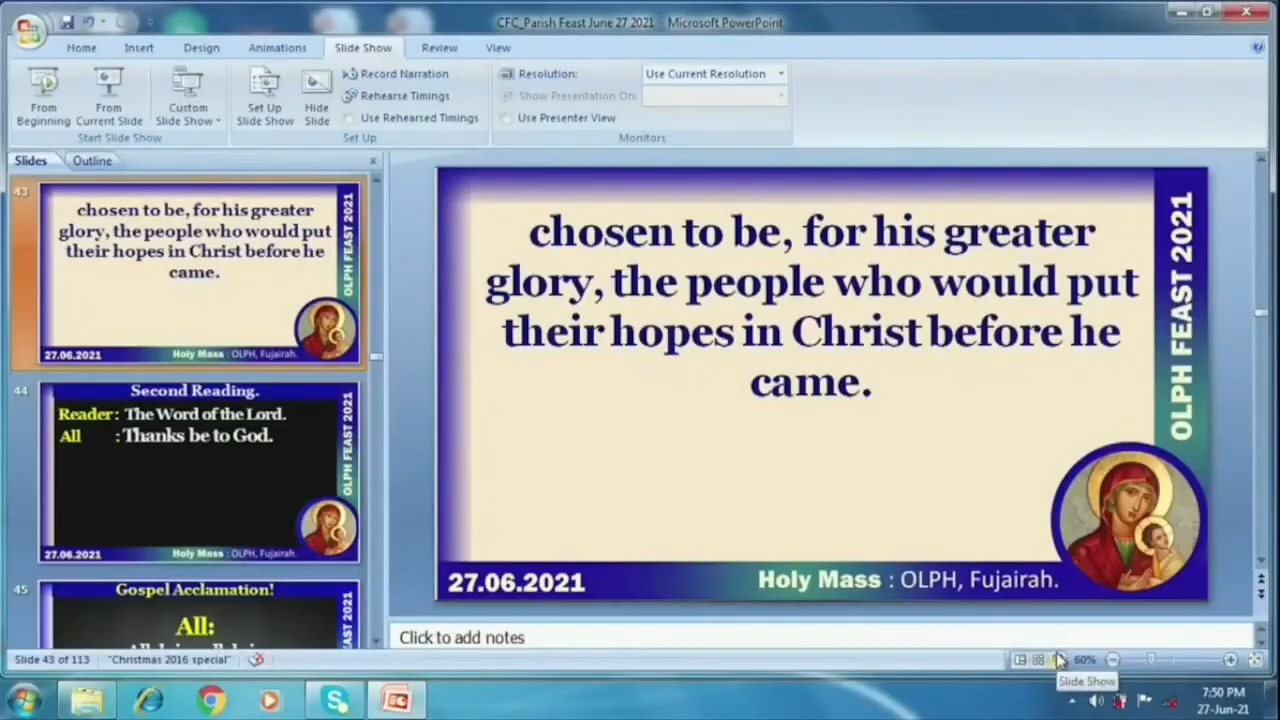 CFC_Parish Feast June 27 2021 - Microsoft PowerPoint
Home Insert Design Animations Slide Show Review View
From Beginning
From Current Slide
Custom Slide Show
Start Slide Show
Set Up Slide Show
Hide Slide
Record Narration
Rehearse Timings
Use Rehearsed Timings
Set Up
Resolution: Use Current Resolution
Show Presentation On:
Use Presenter View
Monitors
Slides Outline
43
chosen to be, for his greater
glory, the people who would put
their hopes in Christ before he
came.
OLPH FEAST 2021
27.06.2021 Holy Mass : OLPH, Fujairah.
44
Second Reading.
Reader : The Word of the Lord.
All : Thanks be to God.
OLPH FEAST 2021
27.06.2021 Holy Mass : OLPH, Fujairah.
45
Gospel Acclamation!
All:
chosen to be, for his greater
glory, the people who would put
their hopes in Christ before he
came.
OLPH FEAST 2021
27.06.2021 Holy Mass : OLPH, Fujairah.
Click to add notes
Slide 43 of 113 "Christmas 2016 special" 60%
Slide Show
7:50 PM
27-Jun-21